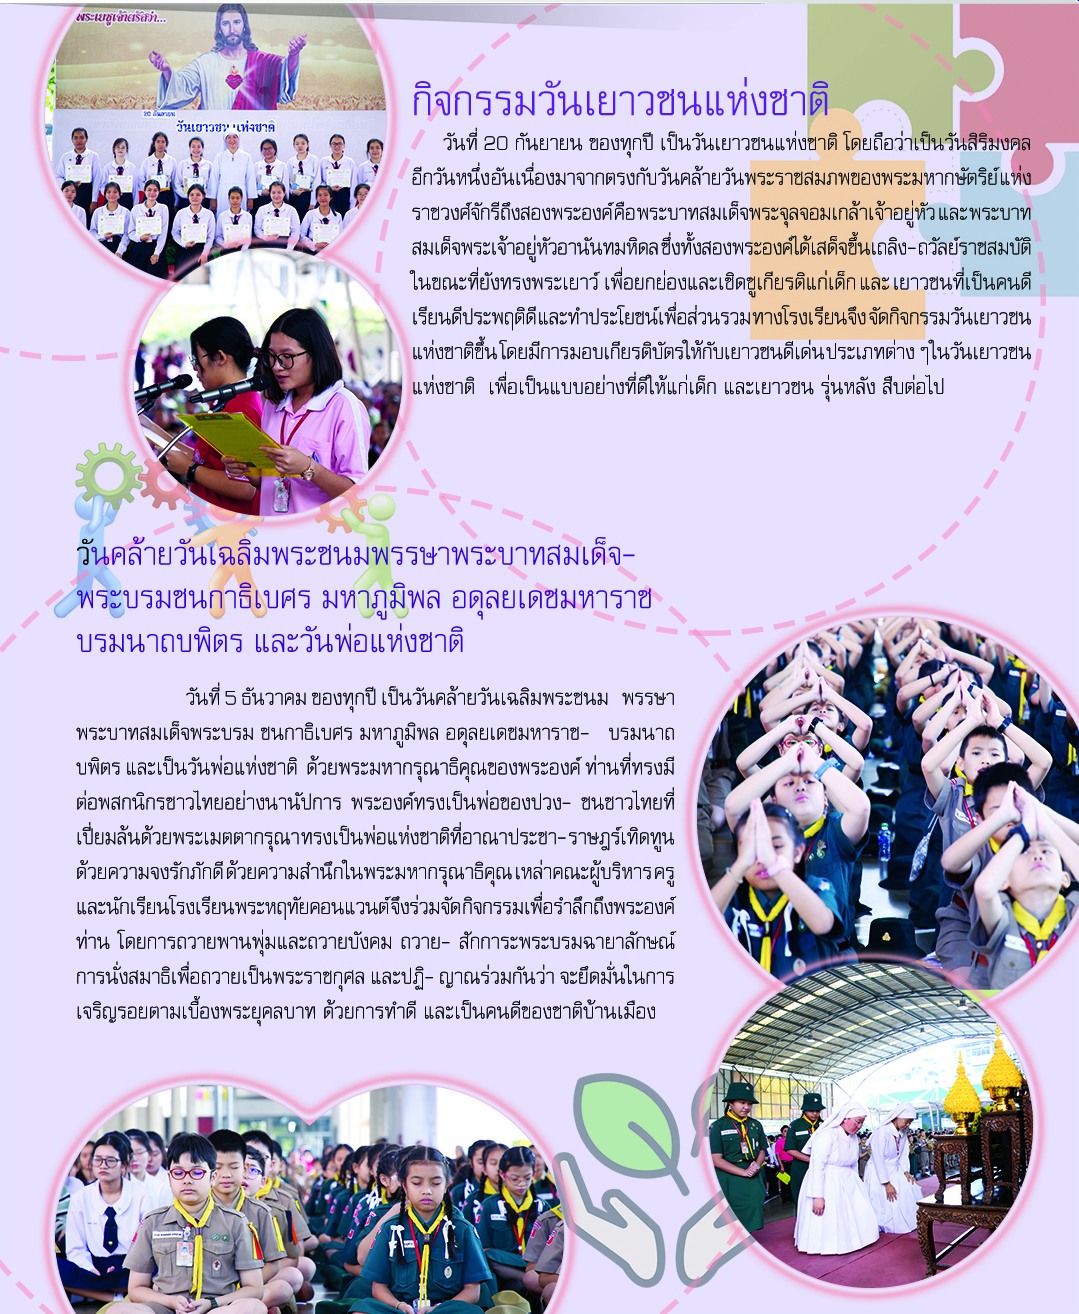 พระเยซูเจ้าตรัสว่า...
20 กันยายน
วันเยาวชนแห่งชาติ
กิจกรรมวันเยาวชนแห่งชาติ
วันที่ 20 กันยายน ของทุกปี เป็นวันเยาวชนแห่งชาติ โดยถือว่าเป็นวันสิริมงคล
อีกวันหนึ่งอันเนื่องมาจากตรงกับวันคล้ายวันพระราชสมภพของพระมหากษัตริย์แห่ง
ราชวงศ์จักรีถึงสองพระองค์คือพระบาทสมเด็จพระจุลจอมเกล้าเจ้าอยู่หัว และพระบาท
สมเด็จพระเจ้าอยู่หัวอานันทมหิดล ซึ่งทั้งสองพระองค์ได้เสด็จขึ้นเถลิง-ถวัลย์ราชสมบัติ
ในขณะที่ยังทรงพระเยาว์ เพื่อยกย่องและเชิดชูเกียรติแก่เด็ก และ เยาวชนที่เป็นคนดี
เรียนดีประพฤติดีและทำประโยชน์เพื่อส่วนรวมทางโรงเรียนจึงจัดกิจกรรมวันเยาวชน
แห่งชาติขึ้น โดยมีการมอบเกียรติบัตรให้กับเยาวชนดีเด่นประเภทต่าง ๆในวันเยาวชน
แห่งชาติ เพื่อเป็นแบบอย่างที่ดีให้แก่เด็ก และเยาวชน รุ่นหลัง สืบต่อไป
วันคล้ายวันเฉลิมพระชนมพรรษาพระบาทสมเด็จ-
พระบรมชนกาธิเบศร มหาภูมิพล อดุลยเดชมหาราช
บรมนาถบพิตร และวันพ่อแห่งชาติ
วันที่ 5 ธันวาคม ของทุกปี เป็นวันคล้ายวันเฉลิมพระชนม พรรษา
พระบาทสมเด็จพระบรม ชนกาธิเบศร มหาภูมิพล อดุลยเดชมหาราช- บรมนาถ
บพิตร และเป็นวันพ่อแห่งชาติ ด้วยพระมหากรุณาธิคุณของพระองค์ ท่านที่ทรงมี
ต่อพสกนิกรชาวไทยอย่างนานัปการ พระองค์ทรงเป็นพ่อของปวง- ชนชาวไทยที่
เปี่ยมล้นด้วยพระเมตตากรุณาทรงเป็นพ่อแห่งชาติที่อาณาประชา- ราษฎร์เทิดทูน
ด้วยความจงรักภักดี ด้วยความสำนึกในพระมหากรุณาธิคุณ เหล่าคณะผู้บริหาร ครู
และนักเรียนโรงเรียนพระหฤทัยคอนแวนต์จึงร่วมจัดกิจกรรมเพื่อรำลึกถึงพระองค์
ท่าน โดยการถวายพานพุ่มและถวายบังคม ถวาย- สักการะพระบรมฉายาลักษณ์
การนั่งสมาธิเพื่อถวายเป็นพระราชกุศล และปฏิ- ญาณร่วมกันว่า จะยึดมั่นในการ
เจริญรอยตามเบื้องพระยุคลบาท ด้วยการทำดี และเป็นคนดีของชาติบ้านเมือง